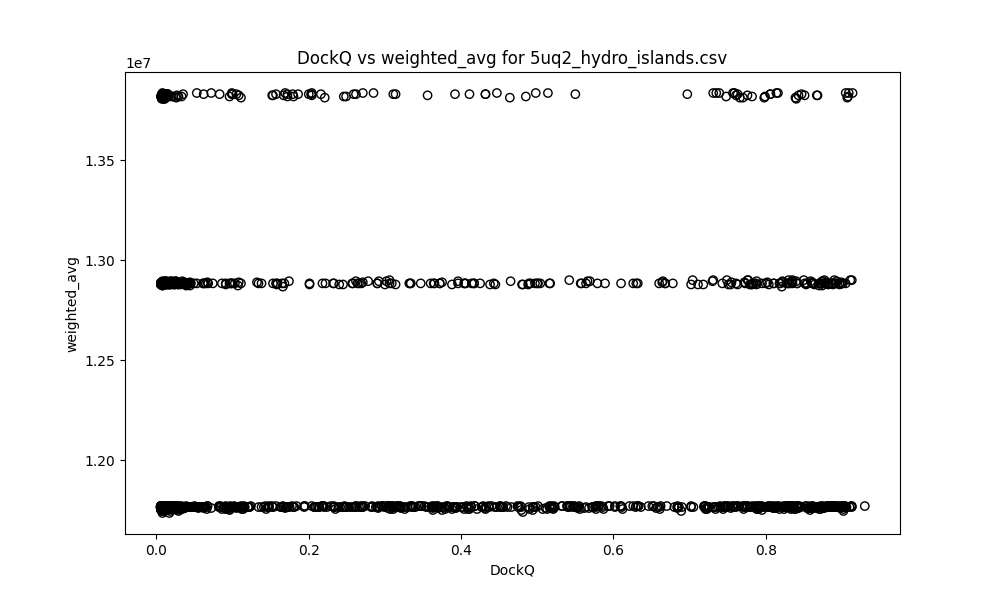 DockQ vs weighted_avg for 5uq2_hydro_islands.csv
1e7
1.35
1.30
1.25
1.20
weighted_avg
0.0 0.2 0.4 0.6 0.8
DockQ